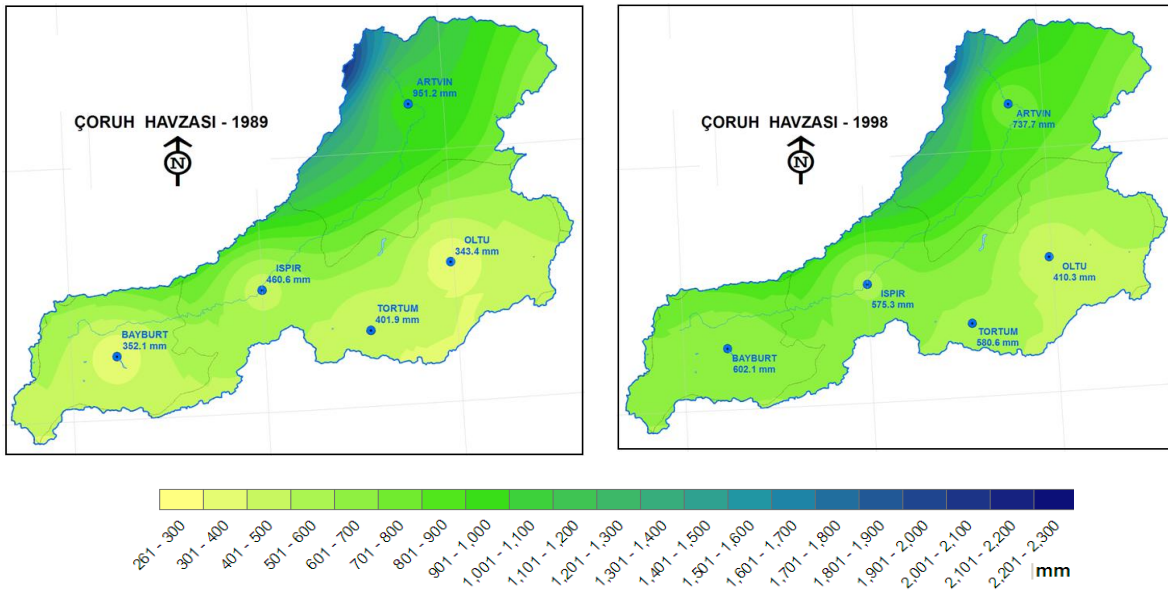 ÇORUH HAVZASI - 1989
N
ARTVIN
951.2 mm
OLTU
343.4 mm
ISPIR
460.6 mm
TORTUM
401.9 mm
BAYBURT
352.1 mm
ÇORUH HAVZASI - 1998
N
ARTVIN
737.7 mm
OLTU
410.3 mm
ISPIR
575.3 mm
TORTUM
580.6 mm
BAYBURT
602.1 mm
261 - 300
301 - 400
401 - 500
501 - 600
601 - 700
701 - 800
801 - 900
901 - 1,000
1,001 - 1,100
1,101 - 1,200
1,201 - 1,300
1,301 - 1,400
1,401 - 1,500
1,501 - 1,600
1,601 - 1,700
1,701 - 1,800
1,801 - 1,900
1,901 - 2,000
2,001 - 2,100
2,101 - 2,200
2,201 - 2,300
mm